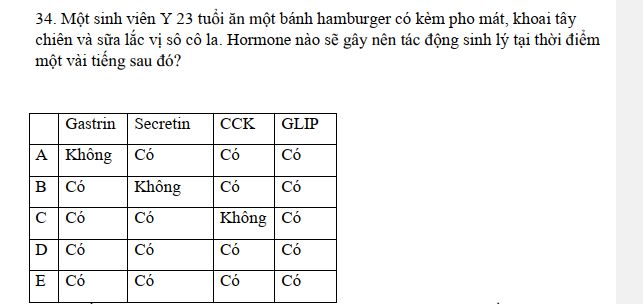 34. Một sinh viên Y 23 tuổi ăn một bánh hamburger có kèm pho mát, khoai tây
chiên và sữa lắc vị sô cô la. Hormone nào sẽ gây nên tác động sinh lý tại thời điểm
một vài tiếng sau đó?
Gastrin Secretin CCK GLIP
A Không Có Có Có
B Có Không Có Có
C Có Có Không Có
D Có Có Có Có
E Có Có Có Có